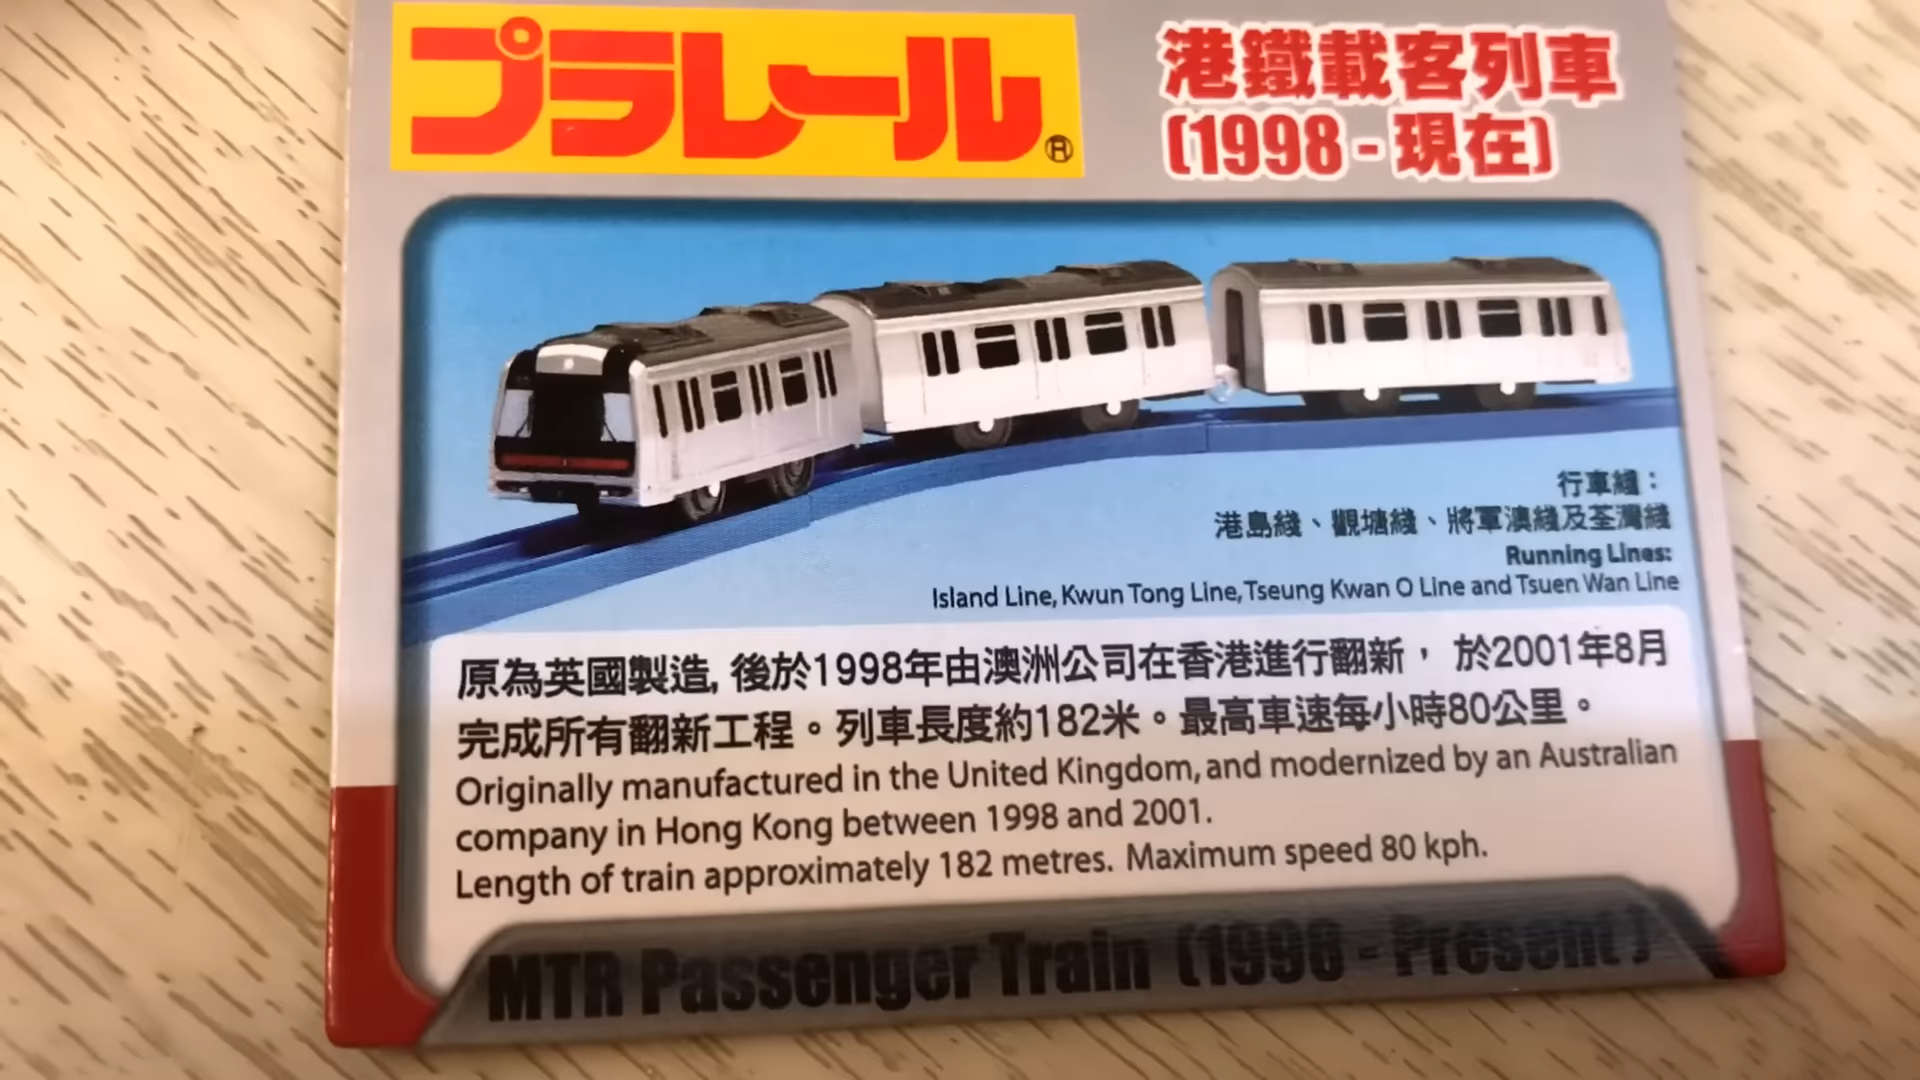 プラレール®
港鐵載客列車
(1998 - 現在)
行車綫：
港島綫、觀塘綫、將軍澳綫及荃灣綫
Running Lines:
Island Line, Kwun Tong Line, Tseung Kwan O Line and Tsuen Wan Line
原為英國製造, 後於1998年由澳洲公司在香港進行翻新， 於2001年8月
完成所有翻新工程。列車長度約182米。最高車速每小時80公里。
Originally manufactured in the United Kingdom, and modernized by an Australian
company in Hong Kong between 1998 and 2001.
Length of train approximately 182 metres. Maximum speed 80 kph.
MTR Passenger Train (1998 - Present)